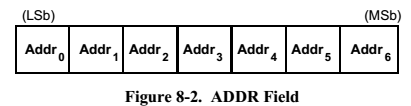 (LSb) (MSb)
Addr0 Addr1 Addr2 Addr3 Addr4 Addr5 Addr6
Figure 8-2. ADDR Field